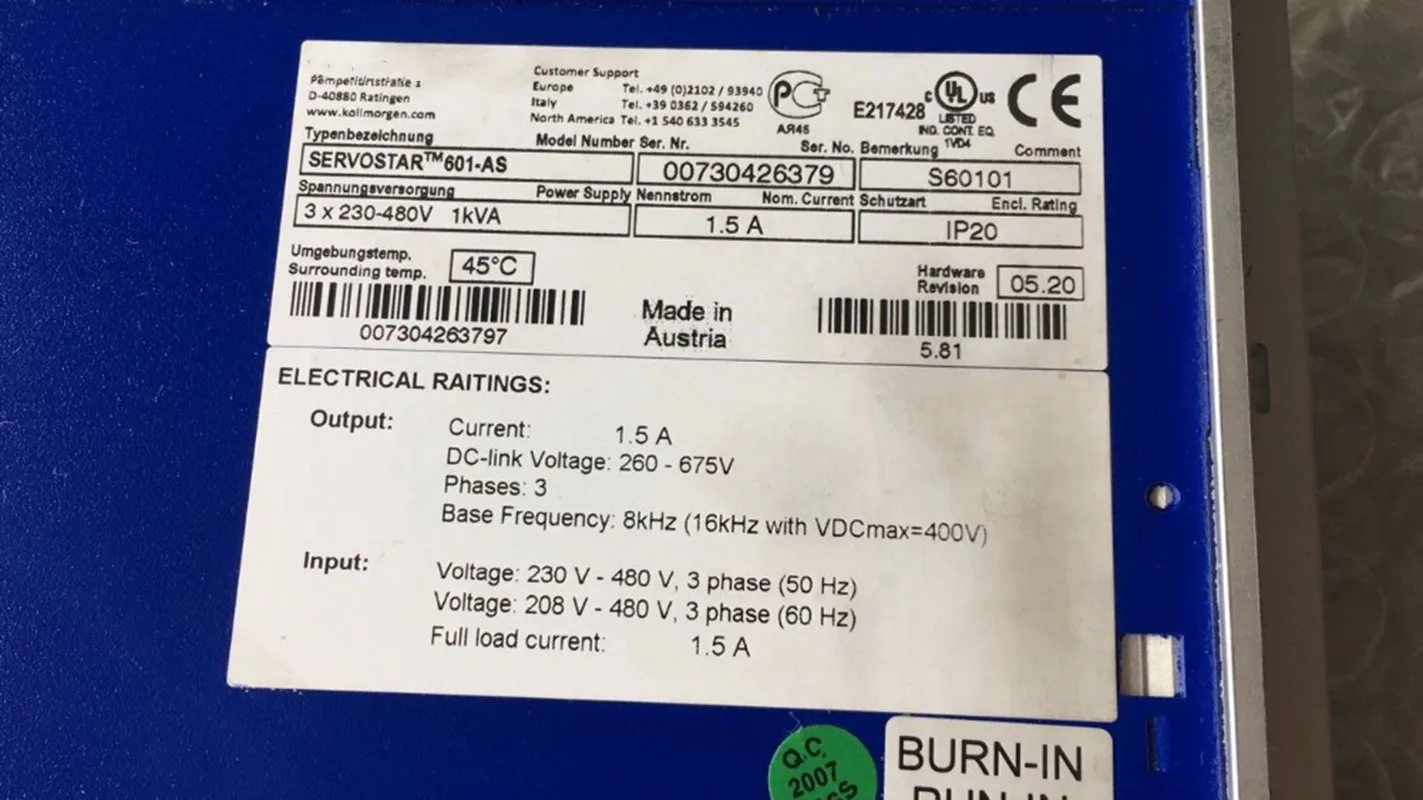 D-40880 Ratingen
www.kollmorgen.com
Customer Support
Europe Tel. +49 (0)2102 / 93940
Italy Tel. +39 0362 / 594260
North America Tel. +1 540 633 3545
PCT
АЯ46
E217428
C UL US
LISTED
IND. CONT. EQ.
1VD4
CE
Typenbezeichnung Model Number Ser. Nr. Ser. No. Bemerkung Comment
SERVOSTAR™601-AS 00730426379 S60101
Spannungsversorgung Power Supply Nennstrom Nom. Current Schutzart Encl. Rating
3 x 230-480V 1kVA 1.5 A IP20
Umgebungstemp.
Surrounding temp. 45°C
Hardware
Revision 05.20
007304263797
Made in
Austria
5.81
ELECTRICAL RAITINGS:
Output:
Current: 1.5 A
DC-link Voltage: 260 - 675V
Phases: 3
Base Frequency: 8kHz (16kHz with VDCmax=400V)
Input:
Voltage: 230 V - 480 V, 3 phase (50 Hz)
Voltage: 208 V - 480 V, 3 phase (60 Hz)
Full load current: 1.5 A
Q.C.
2007
BURN-IN
RUN-IN